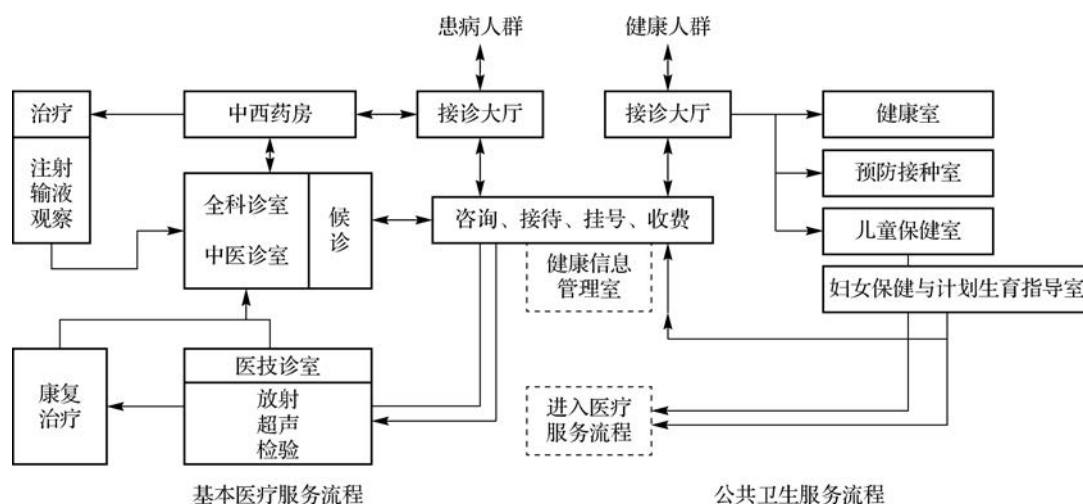 患病人群
健康人群
治疗
中西药房
接诊大厅
接诊大厅
健康室
注射
输液
观察
全科诊室
中医诊室
候
诊
咨询、接待、挂号、收费
预防接种室
儿童保健室
健康信息
管理室
妇女保健与计划生育指导室
康复
治疗
医技诊室
放射
超声
检验
进入医疗
服务流程
基本医疗服务流程
公共卫生服务流程